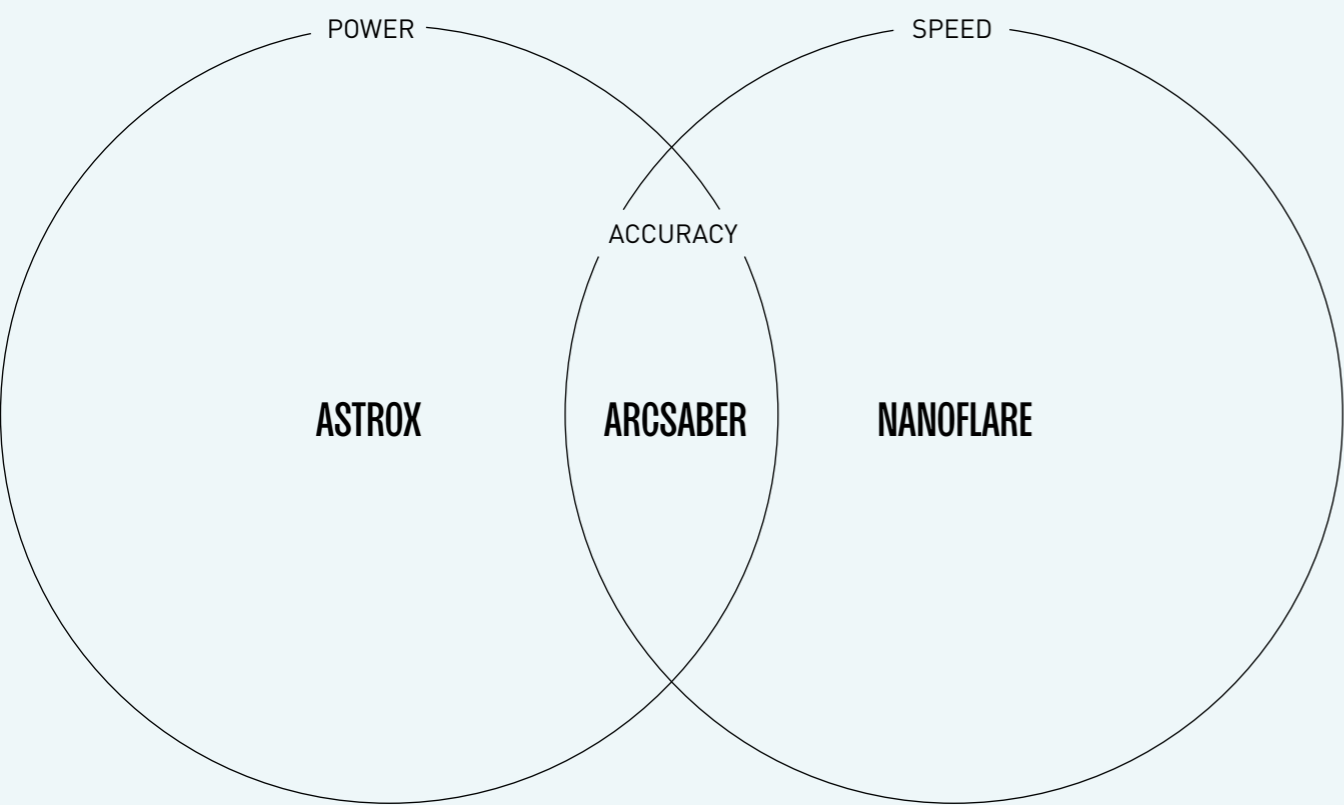 POWER
SPEED
ACCURACY
ASTROX
ARCSABER
NANOFLARE